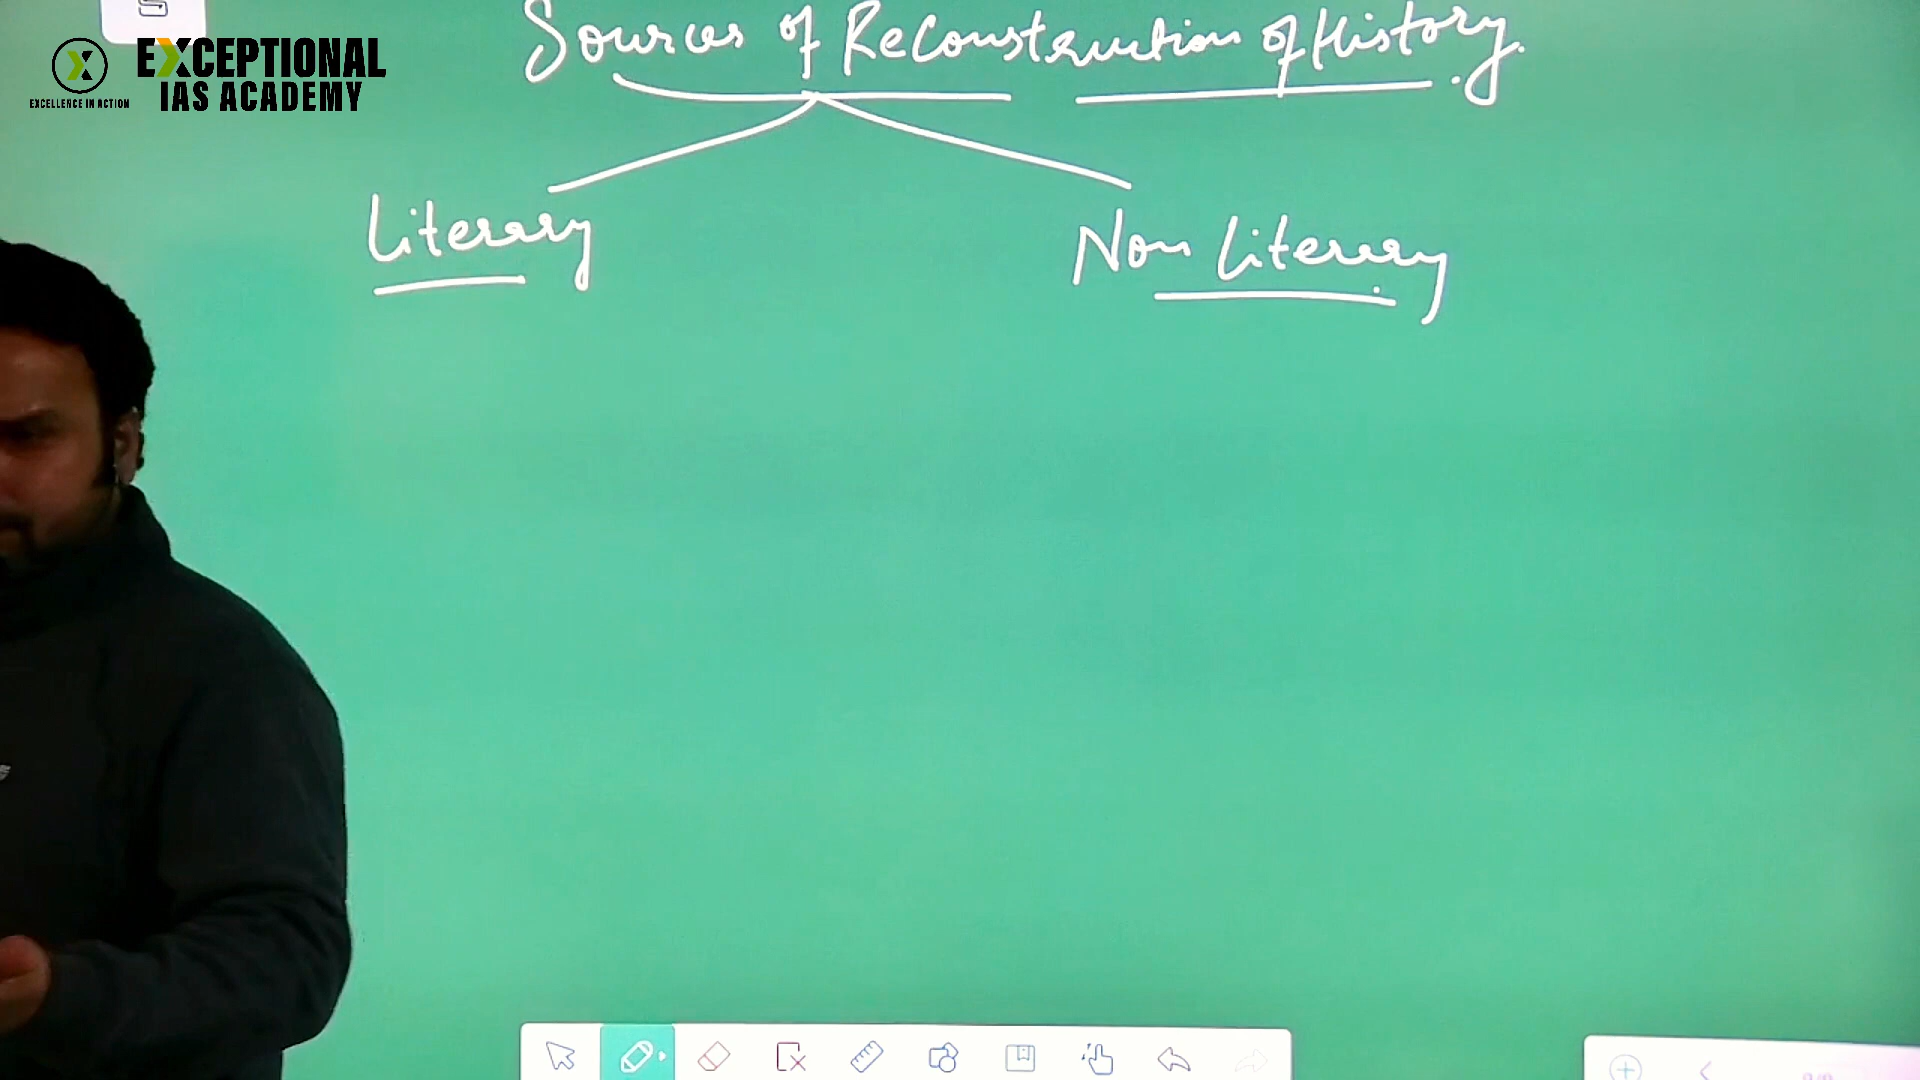 EXCEPTIONAL
IAS ACADEMY
EXCELLENCE IN ACTION
Sources of Reconstruction of History.
Literary
Non Literary